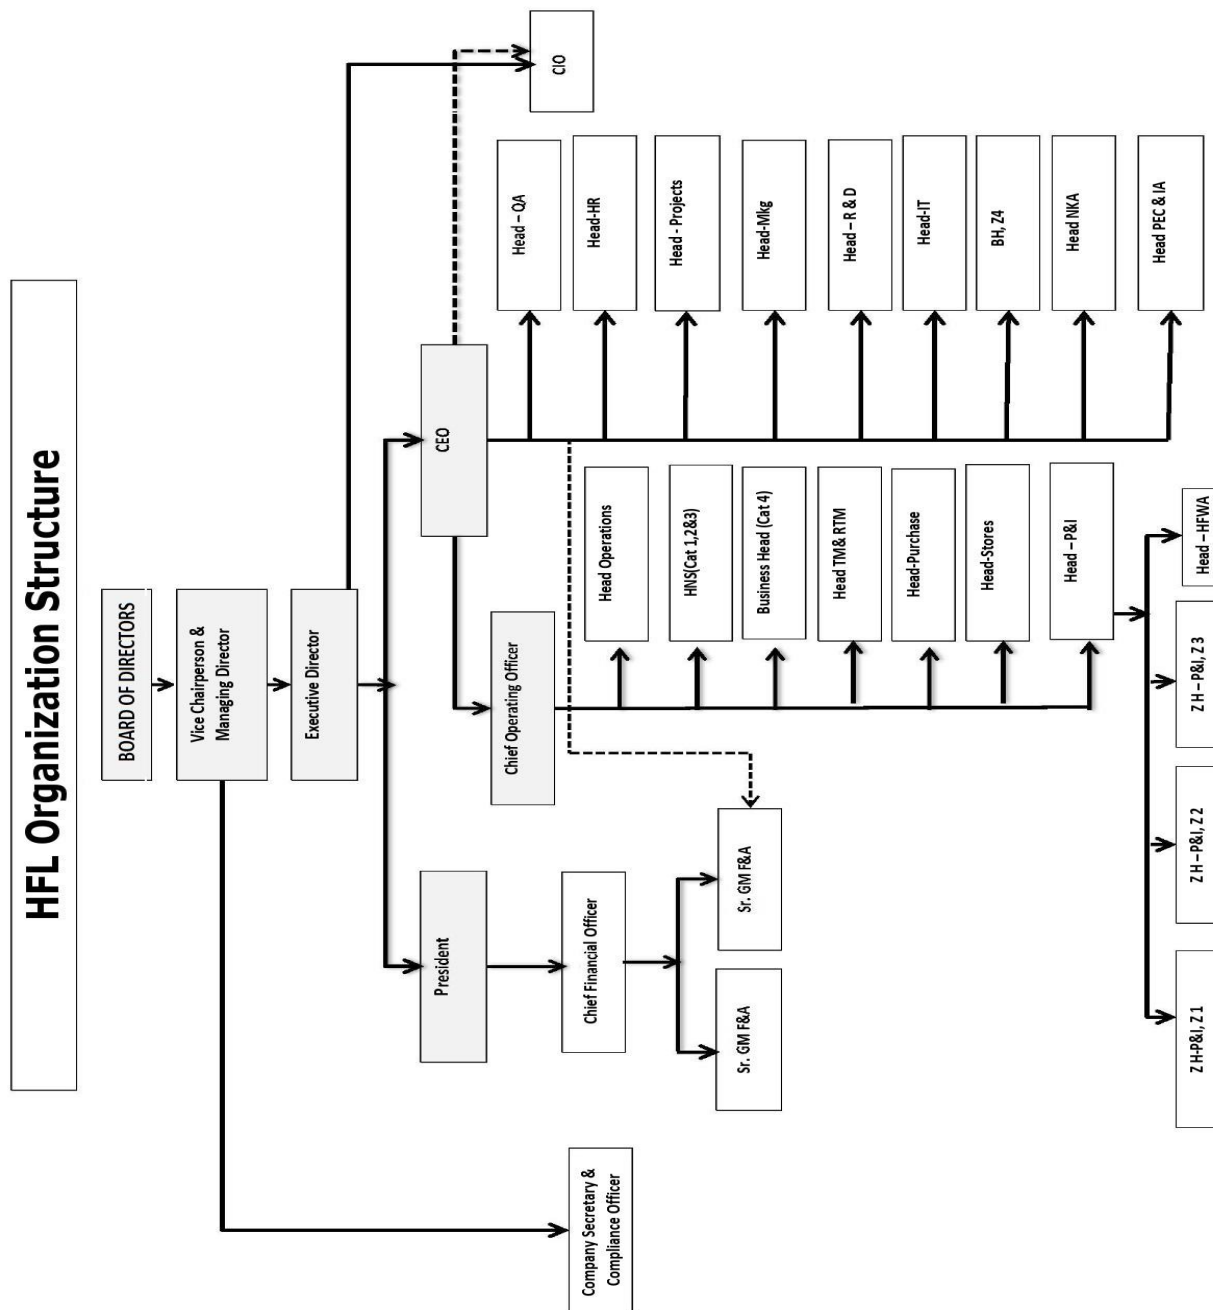 HFL Organization Structure
BOARD OF DIRECTORS
Vice Chairperson &
Managing Director
Executive Director
President
CEO
CIO
Company Secretary &
Compliance Officer
Chief Financial Officer
Chief Operating Officer
Sr. GM F&A
Sr. GM F&A
Head Operations
HNS(Cat 1,2&3)
Business Head (Cat 4)
Head TM& RTM
Head-Purchase
Head-Stores
Head – P&I
Head – QA
Head-HR
Head - Projects
Head-Mkg
Head – R & D
Head-IT
BH, Z4
Head NKA
Head PEC & IA
Z H-P&I, Z 1
Z H – P&I, Z 2
Z H – P&I, Z 3
Head – HFWA